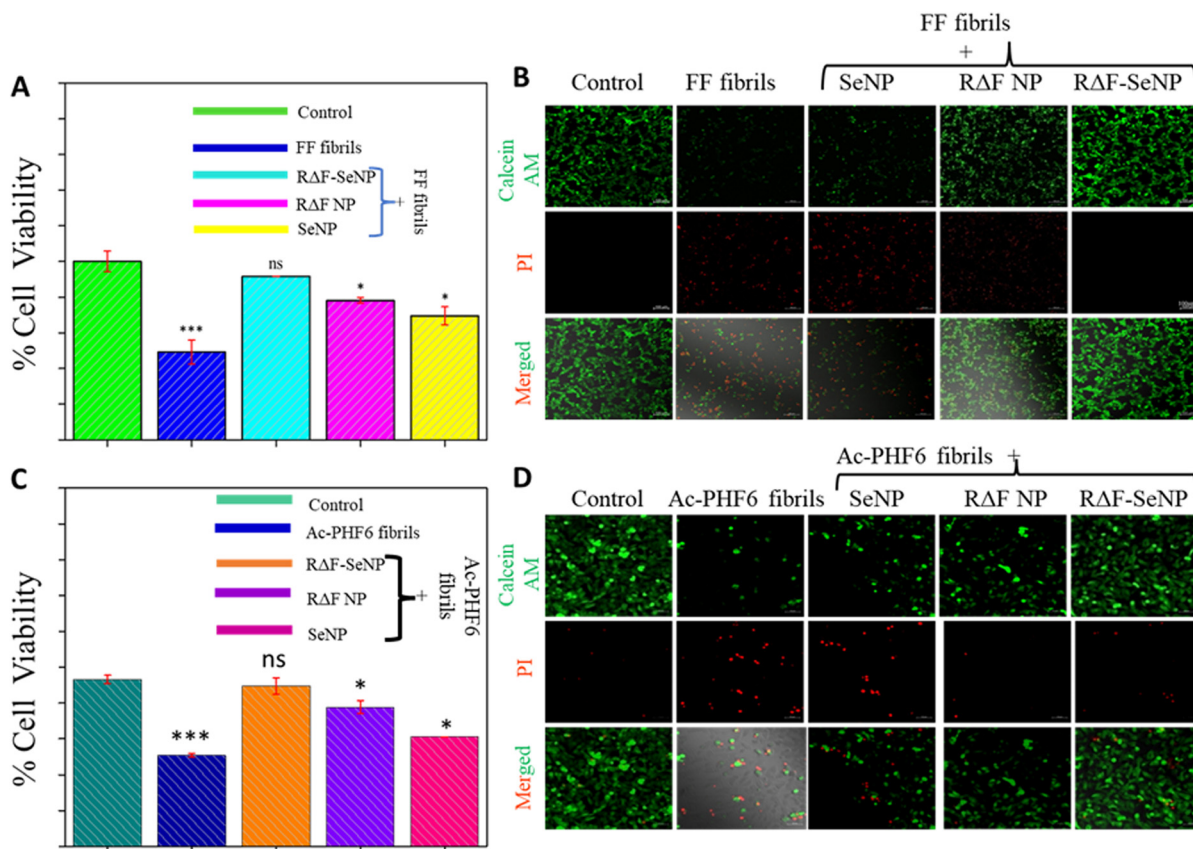 A
% Cell Viability
Control
FF fibrils
RΔF-SeNP
RΔF NP
SeNP
+
FF fibrils
***
ns
*
*
B
FF fibrils
+
Control
FF fibrils
SeNP
RΔF NP
RΔF-SeNP
Calcein
AM
PI
Merged
C
% Cell Viability
Control
Ac-PHF6 fibrils
RΔF-SeNP
RΔF NP
SeNP
+
Ac-PHF6
fibrils
***
ns
*
*
D
Ac-PHF6 fibrils +
Control
Ac-PHF6 fibrils
SeNP
RΔF NP
RΔF-SeNP
Calcein
AM
PI
Merged